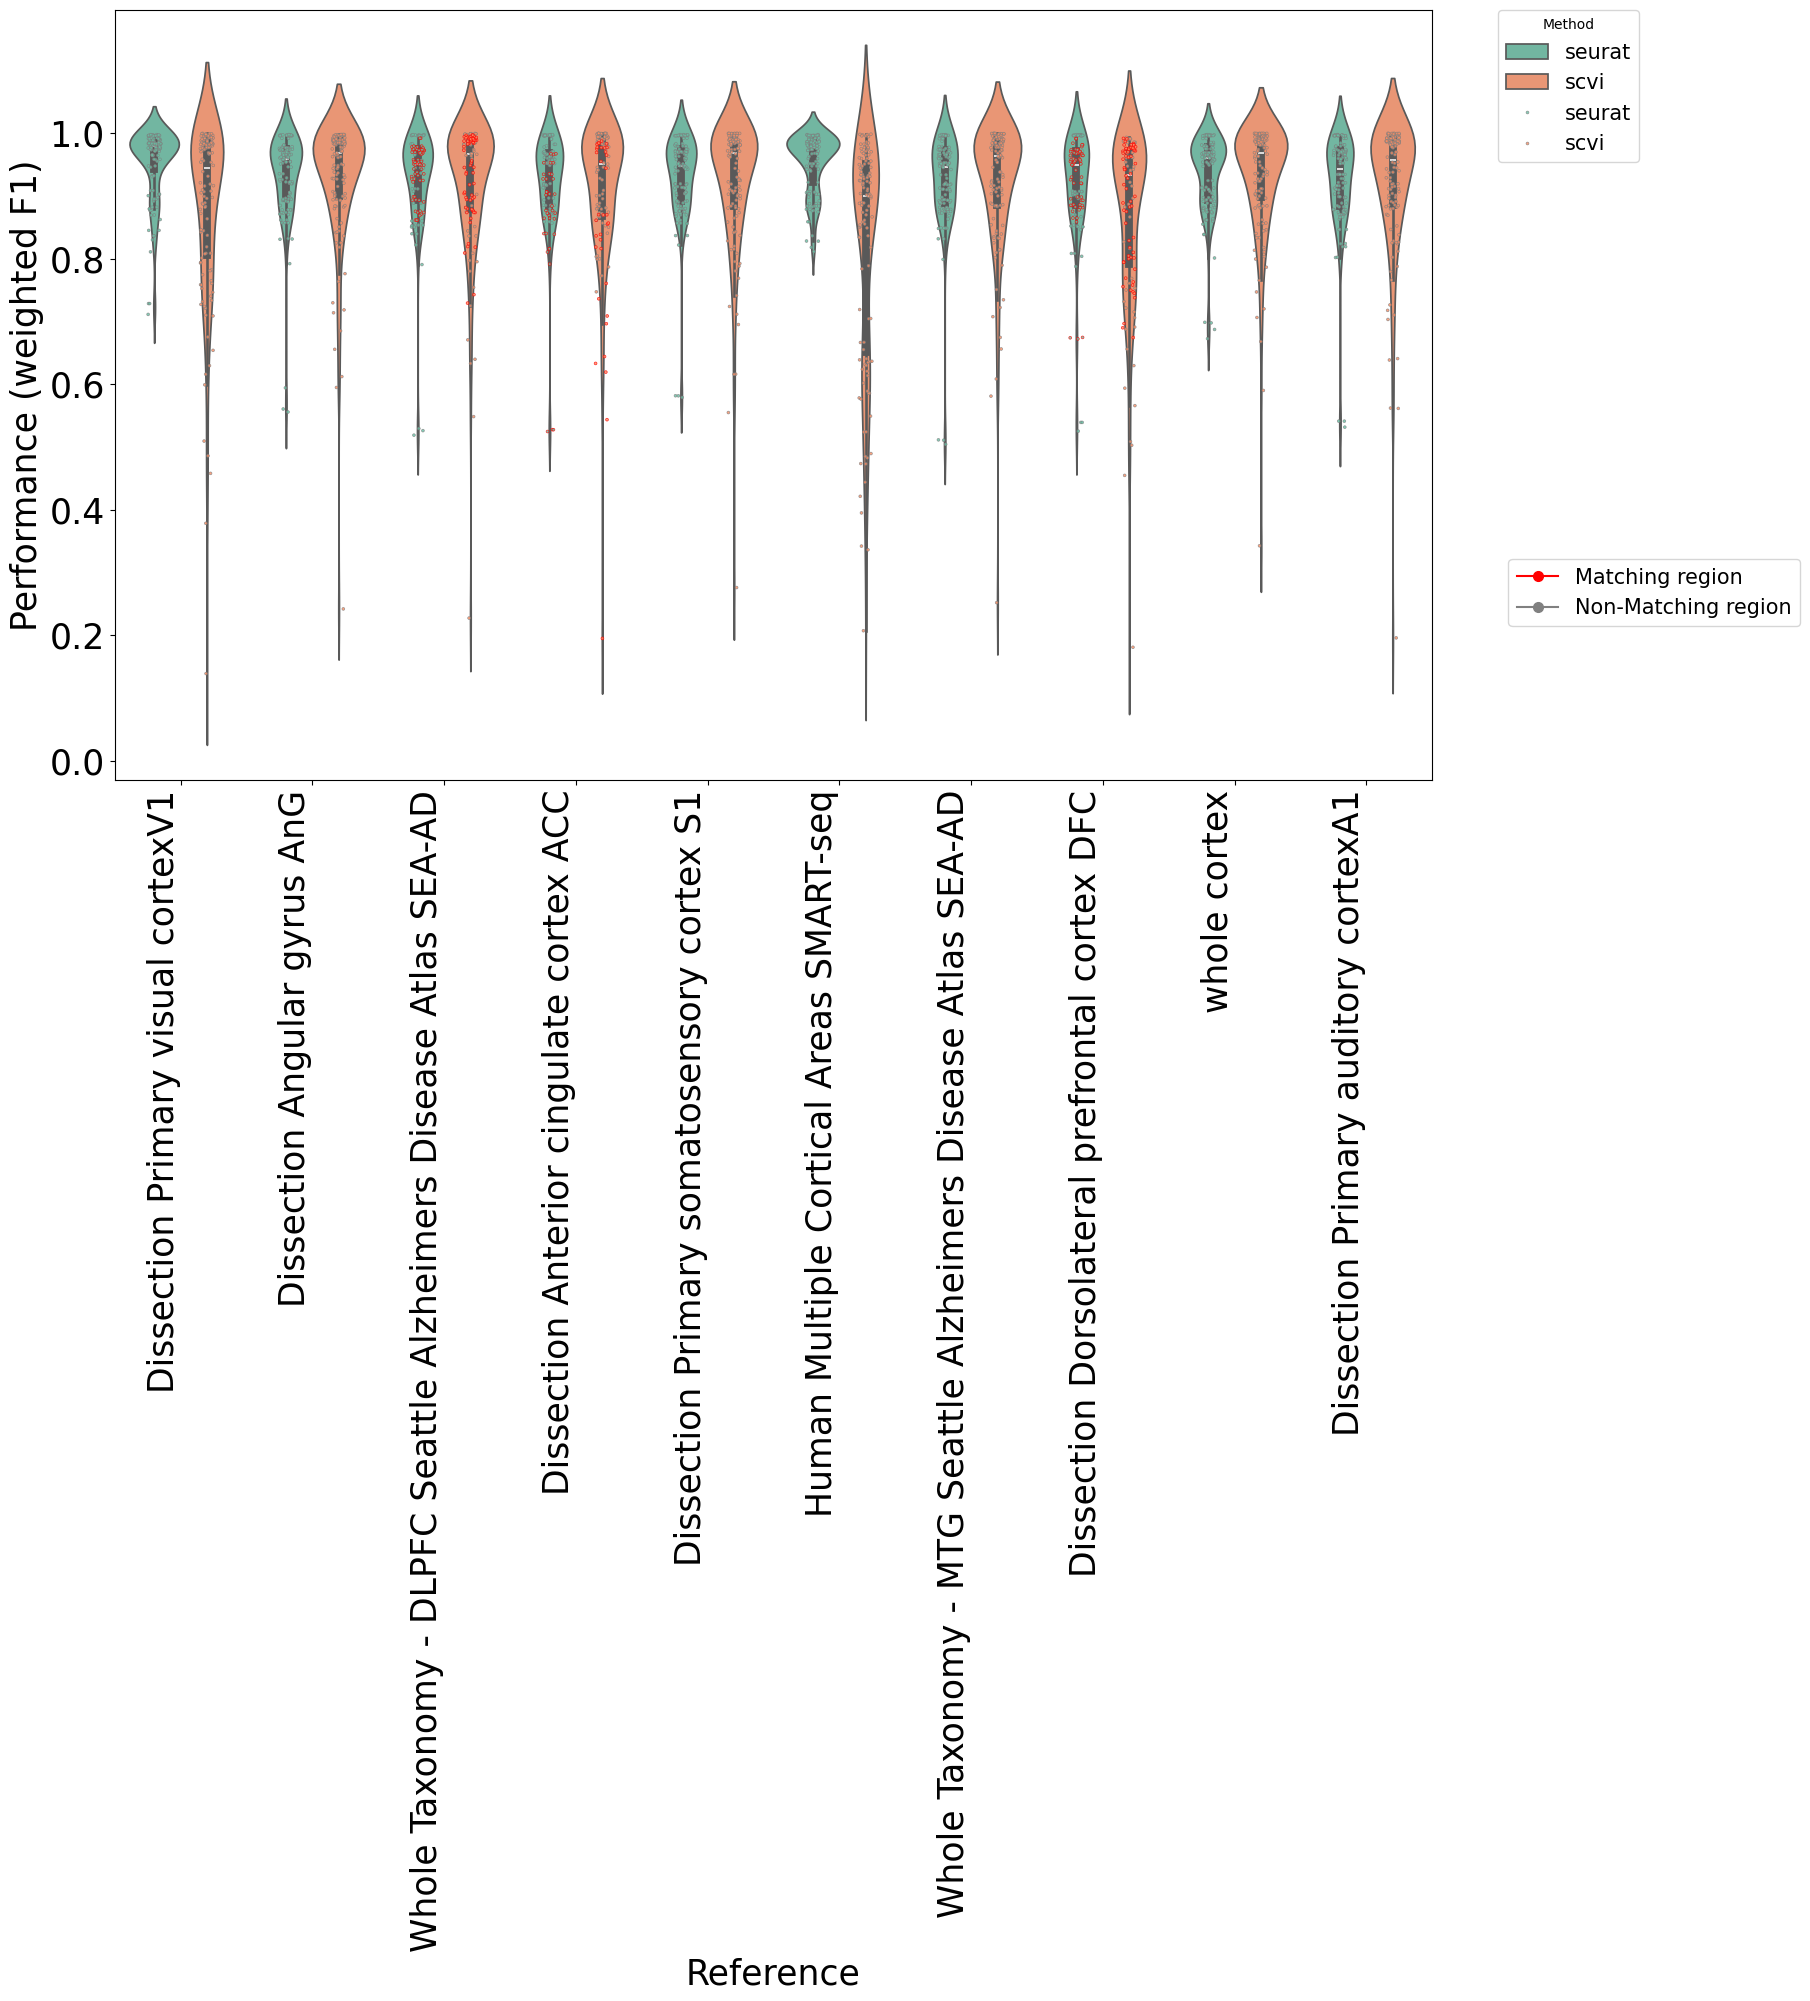 Performance (weighted F1)
1.0
0.8
0.6
0.4
0.2
0.0
Method
seurat
scvi
seurat
scvi
Matching region
Non-Matching region
Dissection Primary visual cortexV1
Dissection Angular gyrus AnG
Whole Taxonomy - DLPFC Seattle Alzheimers Disease Atlas SEA-AD
Dissection Anterior cingulate cortex ACC
Dissection Primary somatosensory cortex S1
Human Multiple Cortical Areas SMART-seq
Whole Taxonomy - MTG Seattle Alzheimers Disease Atlas SEA-AD
Dissection Dorsolateral prefrontal cortex DFC
whole cortex
Dissection Primary auditory cortexA1
Reference